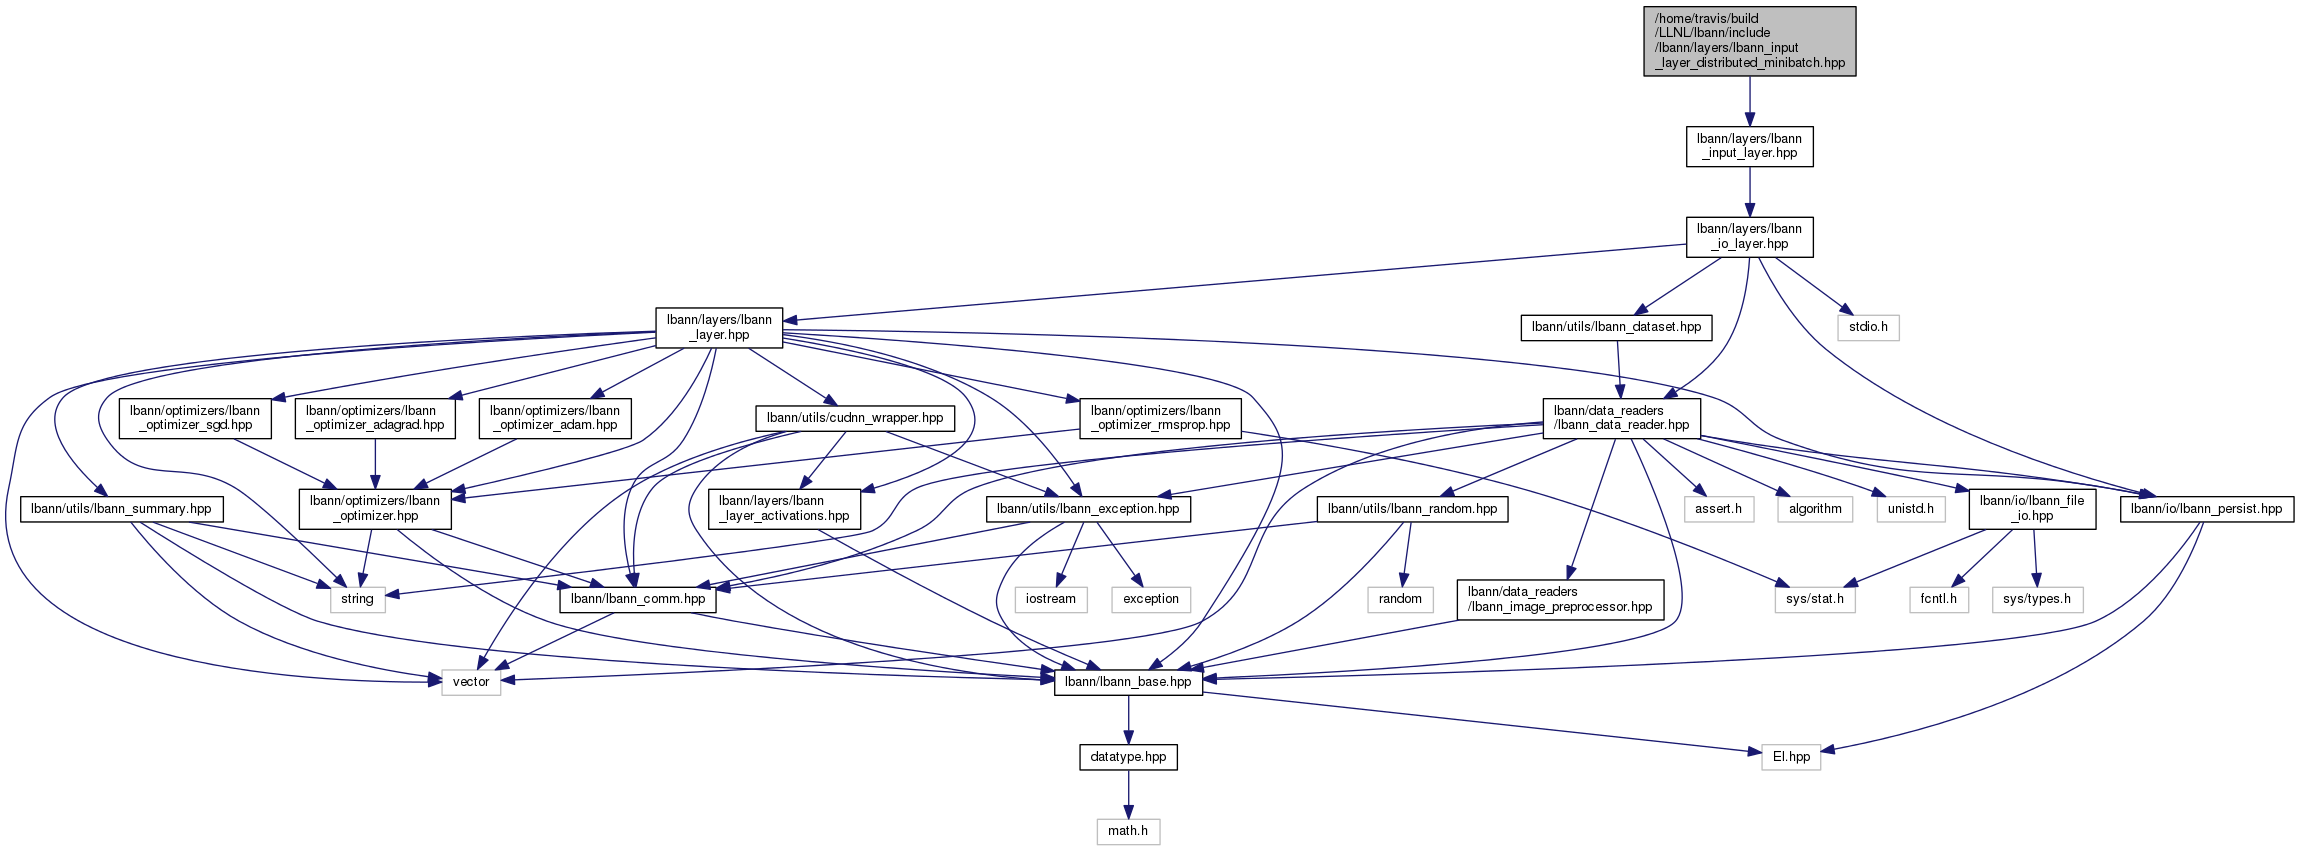 /home/travis/build
/LLNL/lbann/include
/lbann/layers/lbann_input
_layer_distributed_minibatch.hpp
lbann/layers/lbann
_input_layer.hpp
lbann/layers/lbann
_io_layer.hpp
lbann/layers/lbann
_layer.hpp
lbann/utils/lbann_dataset.hpp
stdio.h
lbann/optimizers/lbann
_optimizer_sgd.hpp
lbann/optimizers/lbann
_optimizer_adagrad.hpp
lbann/optimizers/lbann
_optimizer_adam.hpp
lbann/utils/cudnn_wrapper.hpp
lbann/optimizers/lbann
_optimizer_rmsprop.hpp
lbann/data_readers
/lbann_data_reader.hpp
lbann/utils/lbann_summary.hpp
lbann/optimizers/lbann
_optimizer.hpp
lbann/layers/lbann
_layer_activations.hpp
lbann/utils/lbann_exception.hpp
lbann/utils/lbann_random.hpp
assert.h
algorithm
unistd.h
lbann/io/lbann_file
_io.hpp
lbann/io/lbann_persist.hpp
string
lbann/lbann_comm.hpp
iostream
exception
random
lbann/data_readers
/lbann_image_preprocessor.hpp
sys/stat.h
fcntl.h
sys/types.h
vector
lbann/lbann_base.hpp
datatype.hpp
El.hpp
math.h